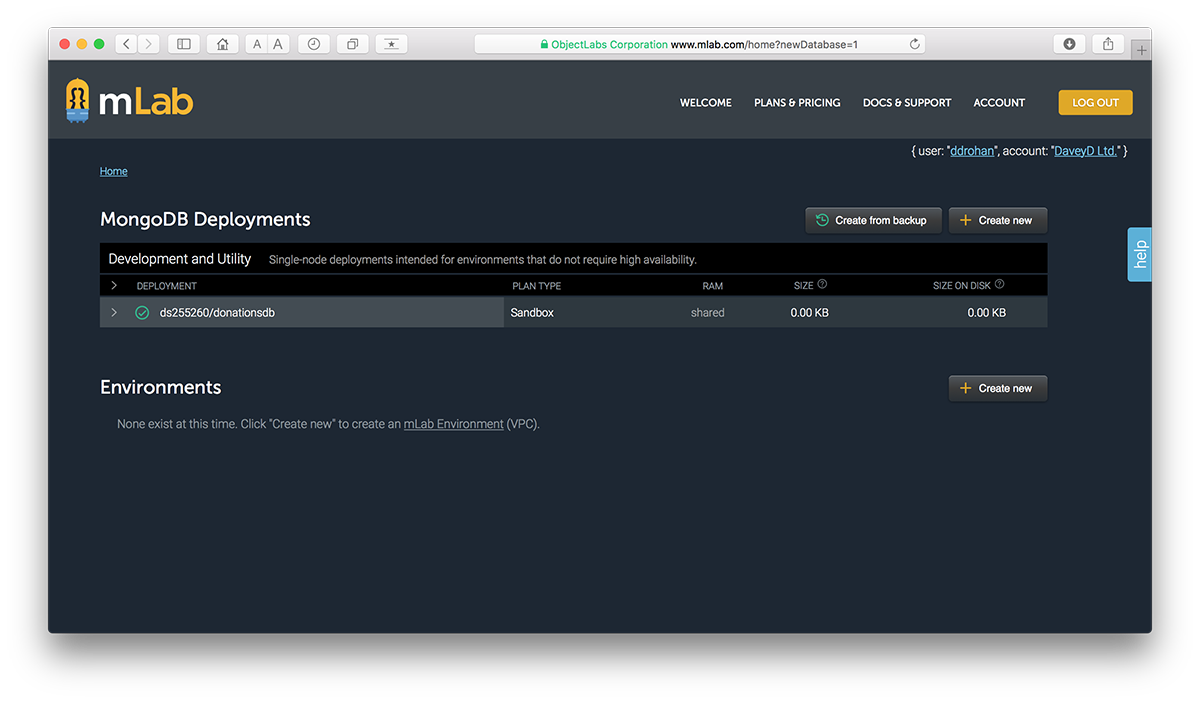 A A
ObjectLabs Corporation www.mlab.com/home?newDatabase=1
mLab
WELCOME PLANS & PRICING DOCS & SUPPORT ACCOUNT LOG OUT
{ user: "ddrohan", account: "DaveyD Ltd." }
Home
MongoDB Deployments
Create from backup
Create new
help
Development and Utility Single-node deployments intended for environments that do not require high availability.
DEPLOYMENT PLAN TYPE RAM SIZE ? SIZE ON DISK ?
ds255260/donationsdb Sandbox shared 0.00 KB 0.00 KB
Environments
Create new
None exist at this time. Click "Create new" to create an mLab Environment (VPC).